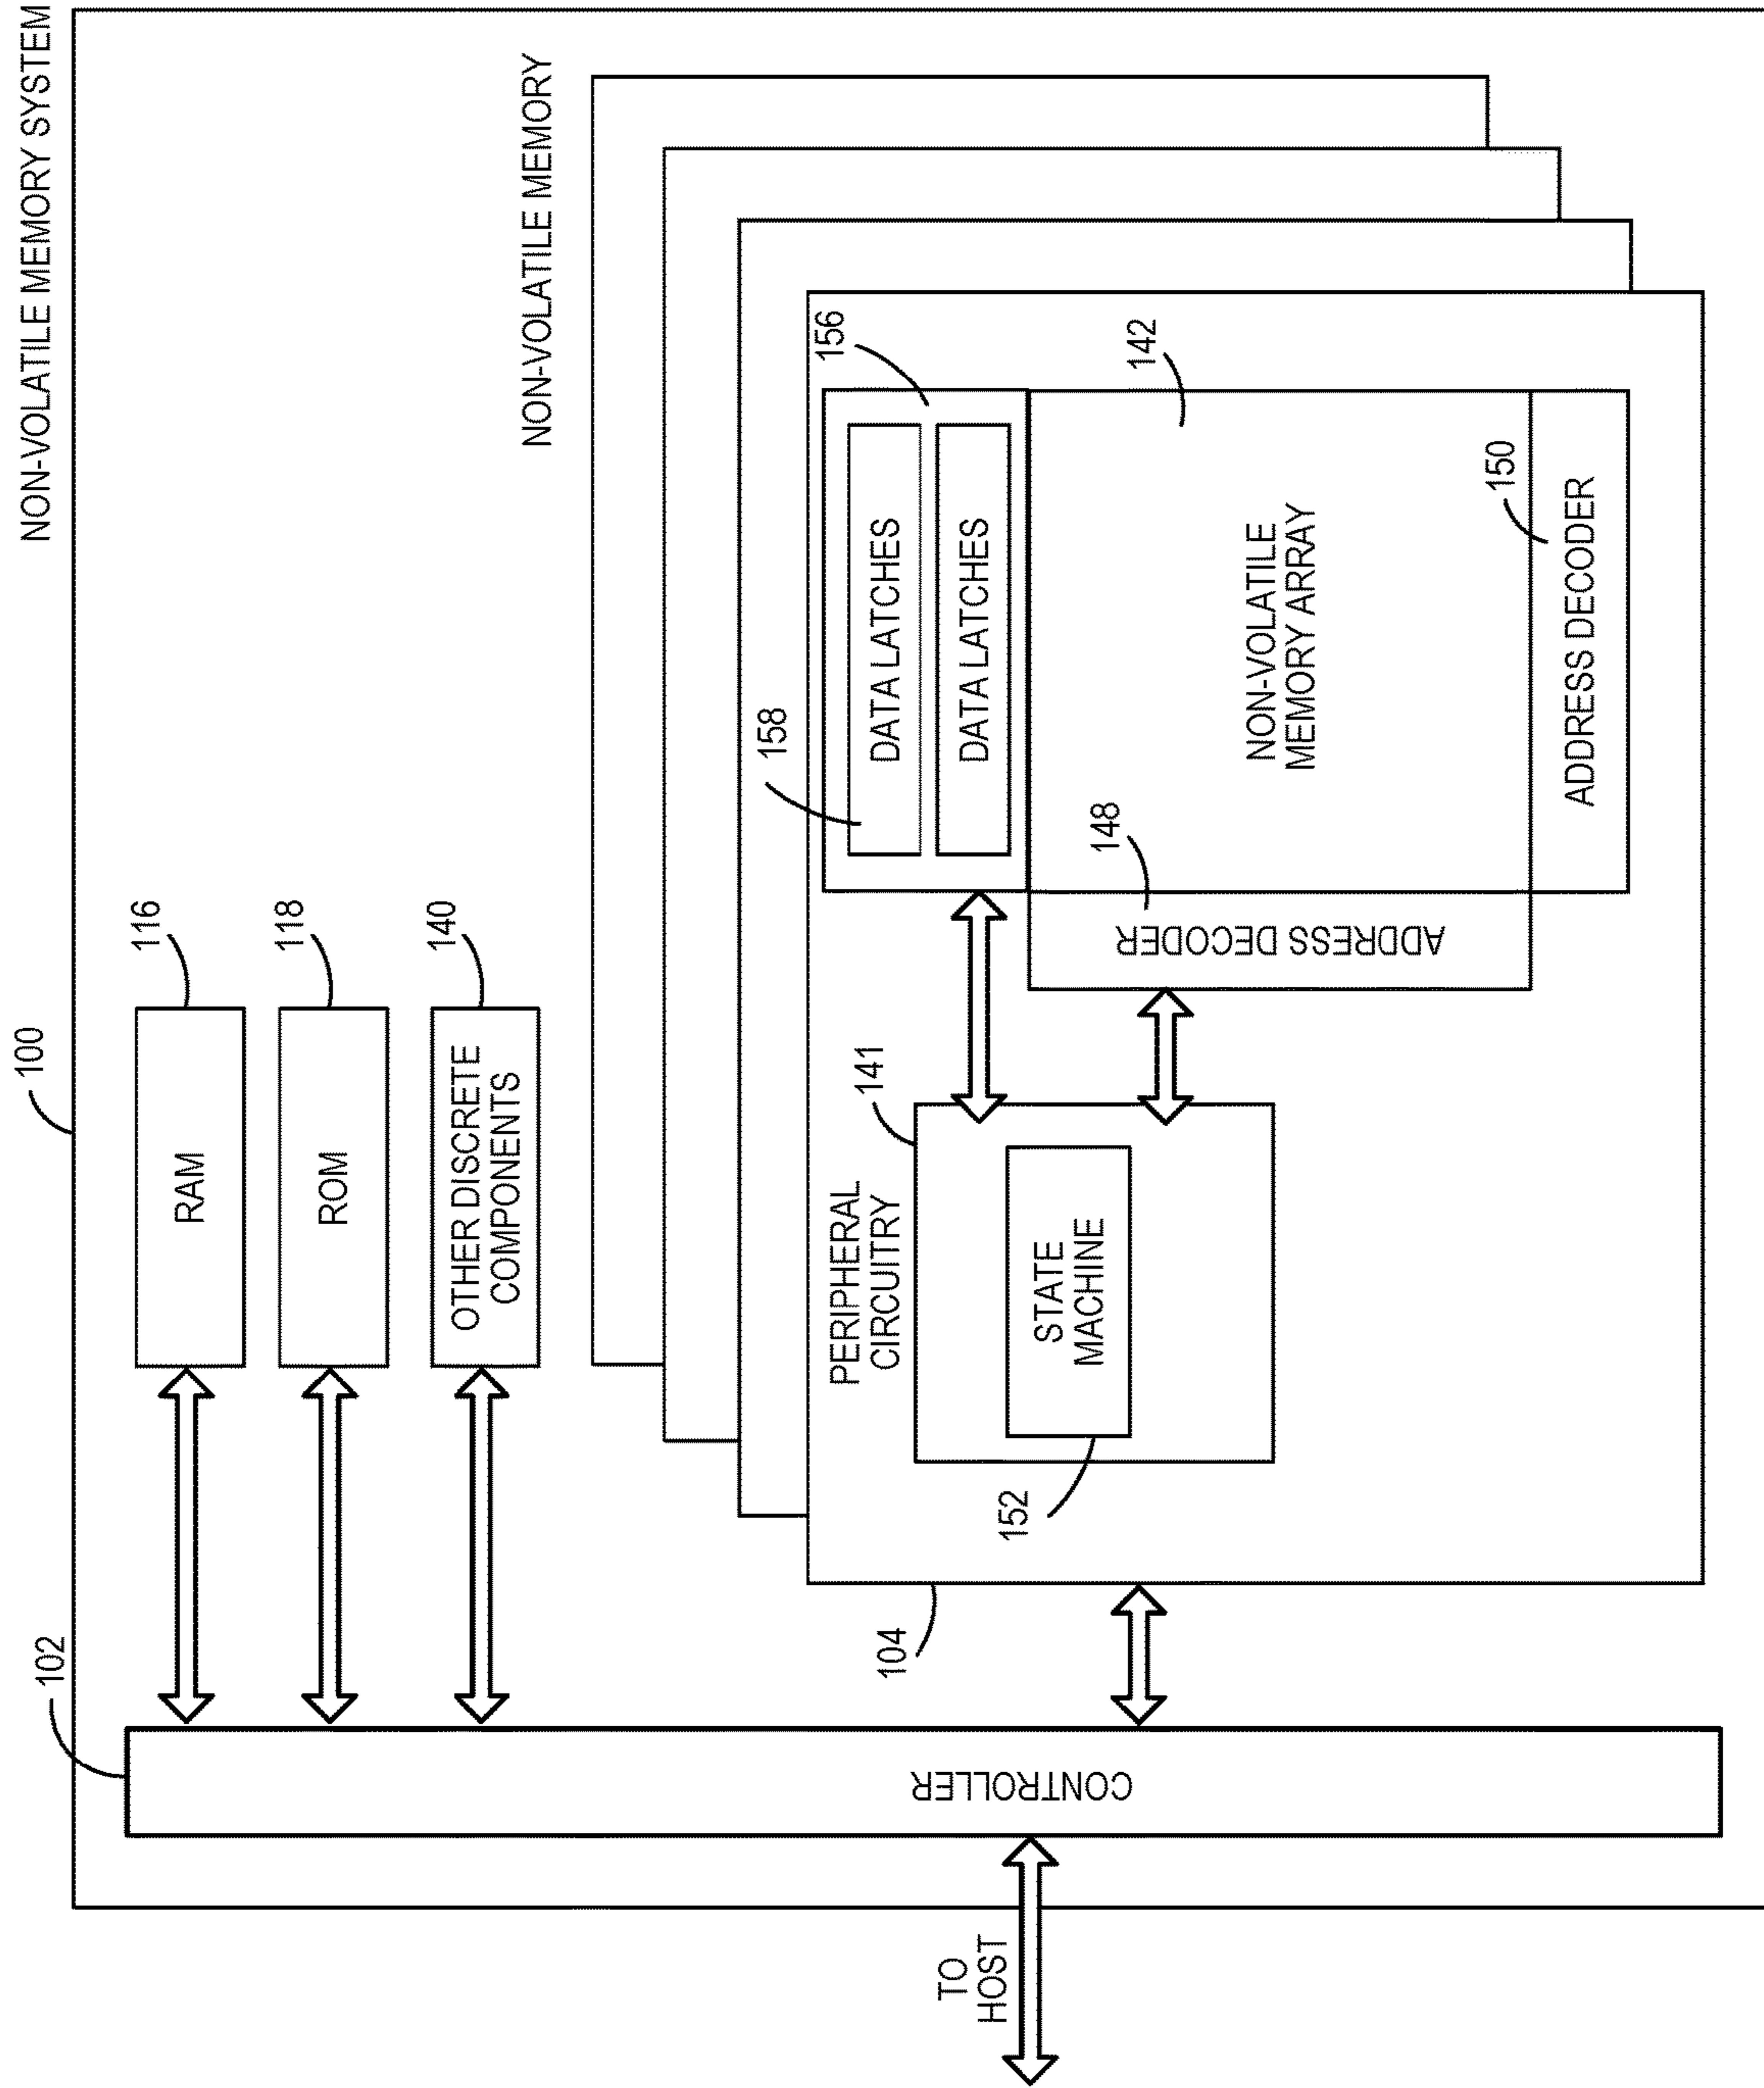 NON-VOLATILE MEMORY SYSTEM
100
102
116
RAM
118
ROM
140
OTHER DISCRETE
COMPONENTS
NON-VOLATILE MEMORY
TO
HOST
CONTROLLER
104
PERIPHERAL
CIRCUITRY
141
STATE
MACHINE
152
156
158
DATA LATCHES
DATA LATCHES
142
NON-VOLATILE
MEMORY ARRAY
148
ADDRESS DECODER
150
ADDRESS DECODER